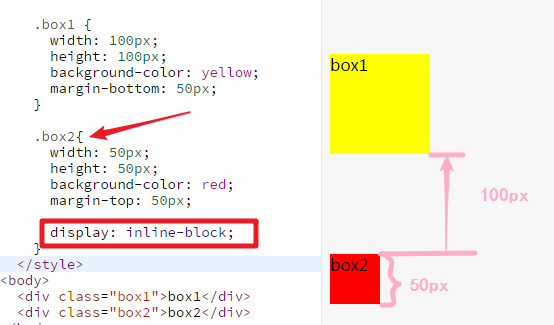 .box1 {
width: 100px;
height: 100px;
background-color: yellow;
margin-bottom: 50px;
}
.box2{
width: 50px;
height: 50px;
background-color: red;
margin-top: 50px;
display: inline-block;
}
</style>
<body>
<div class="box1">box1</div>
<div class="box2">box2</div>
box1
100px
box2
50px